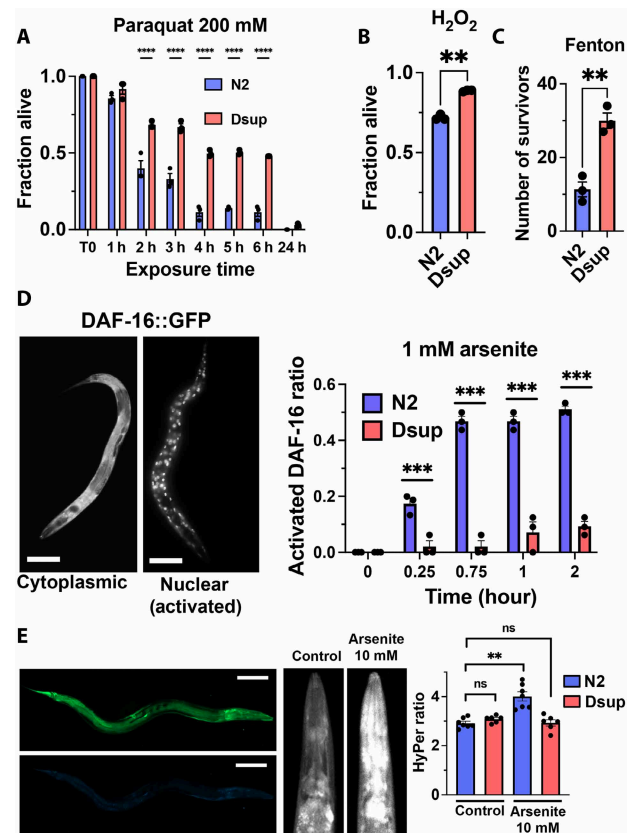 A
Paraquat 200 mM
**** **** **** **** ****
N2
Dsup
Fraction alive
1.0
0.5
0.0
T0 1 h 2 h 3 h 4 h 5 h 6 h 24 h
Exposure time
B
H2O2
**
Fraction alive
1.0
0.5
0.0
N2
Dsup
C
Fenton
**
Number of survivors
40
20
0
N2
Dsup
D
DAF-16::GFP
Cytoplasmic
Nuclear
(activated)
1 mM arsenite
N2
Dsup
*** *** *** ***
Activated DAF-16 ratio
0.6
0.4
0.2
0.0
0 0.25 0.75 1 2
Time (hour)
E
Control
Arsenite
10 mM
ns
**
ns
N2
Dsup
HyPer ratio
6
4
2
0
Control
Arsenite
10 mM